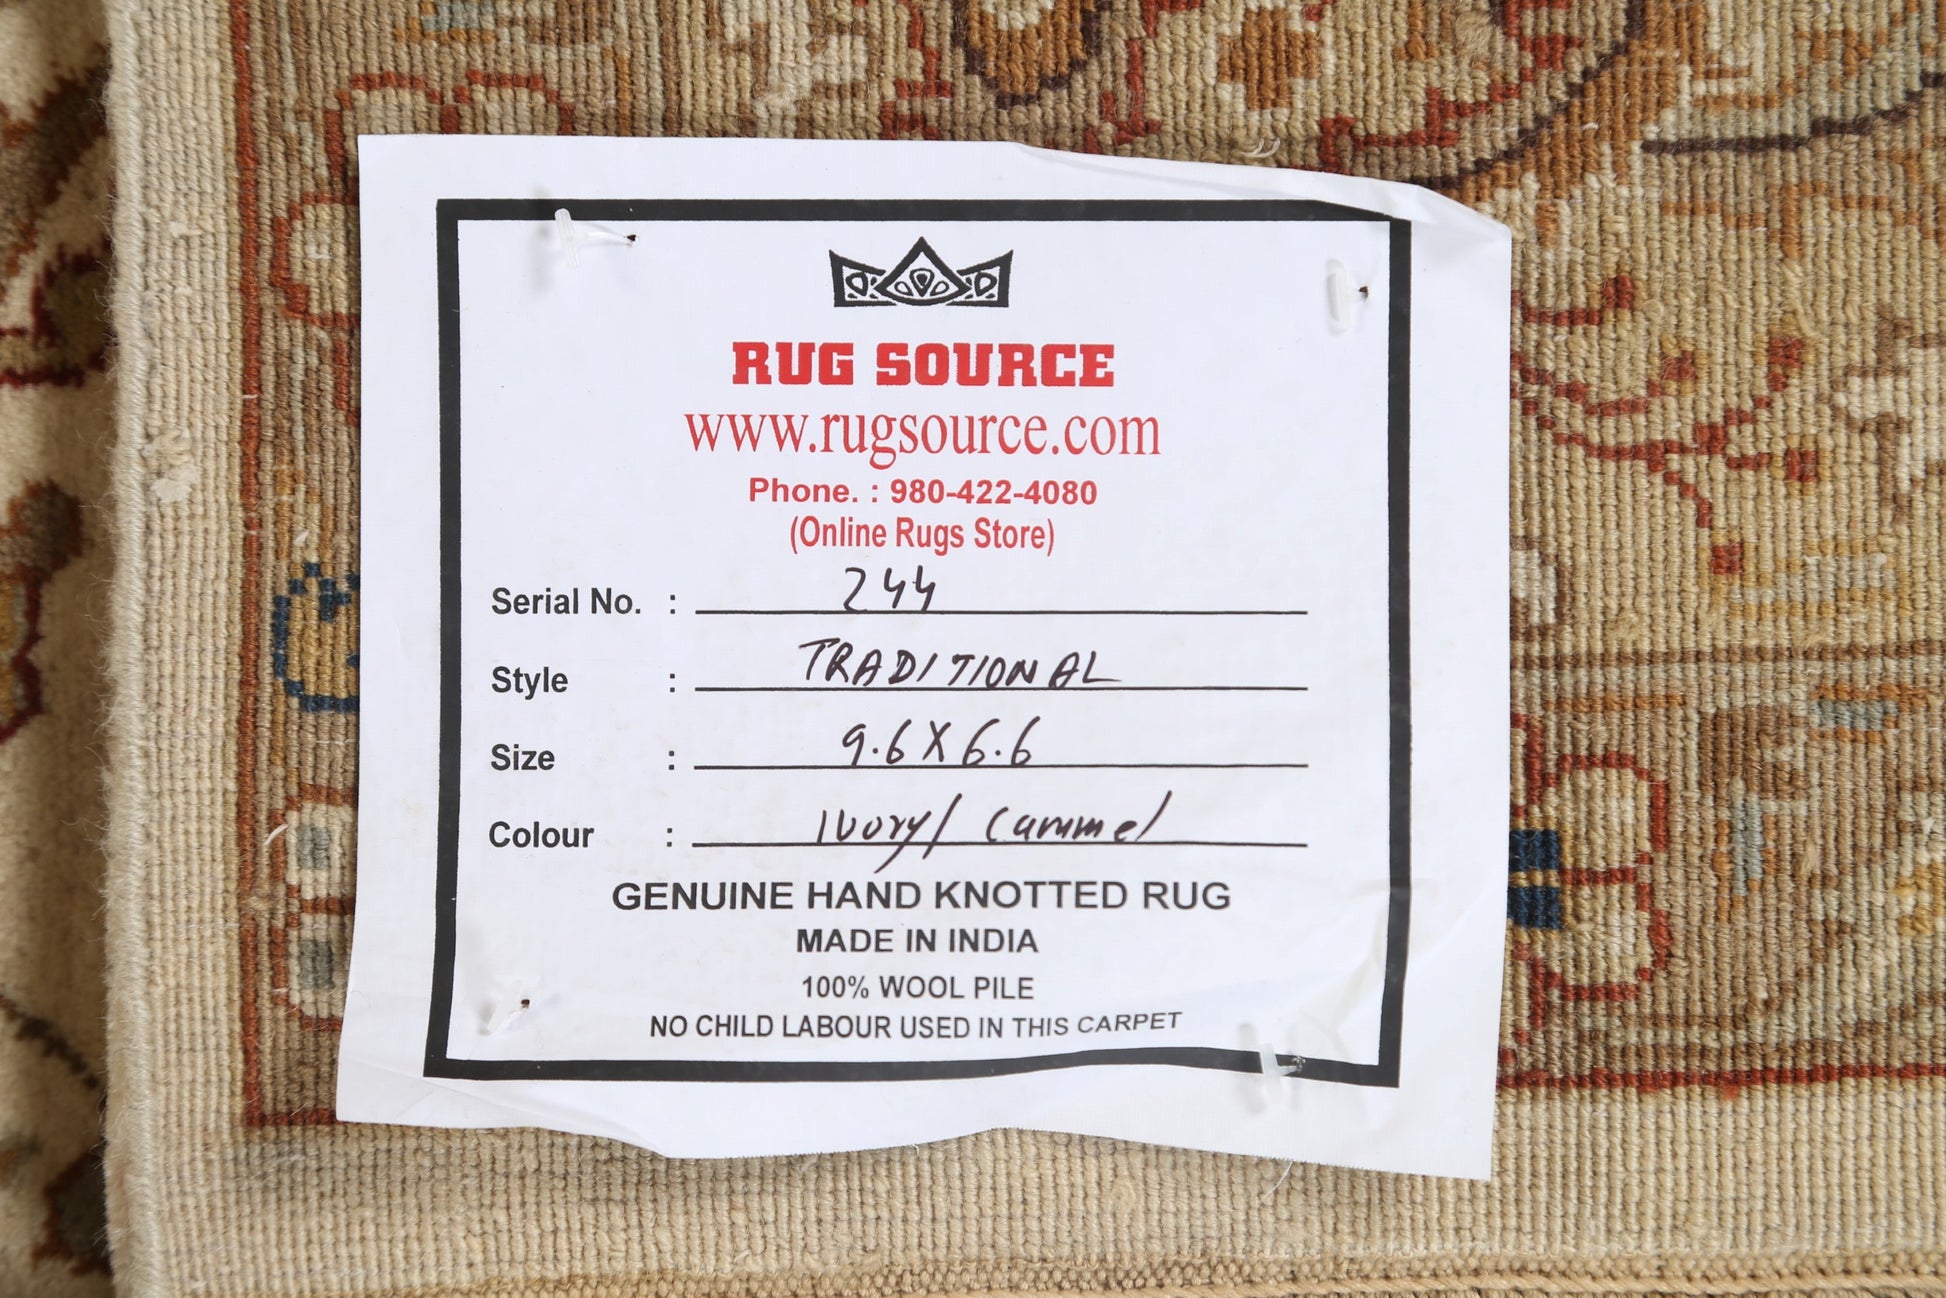 RUG SOURCE
www.rugsource.com
Phone. : 980-422-4080
(Online Rugs Store)
Serial No. : 244
Style : TRADITIONAL
Size : 9.6 X 6.6
Colour : Ivory/ Cammel
GENUINE HAND KNOTTED RUG
MADE IN INDIA
100% WOOL PILE
NO CHILD LABOUR USED IN THIS CARPET